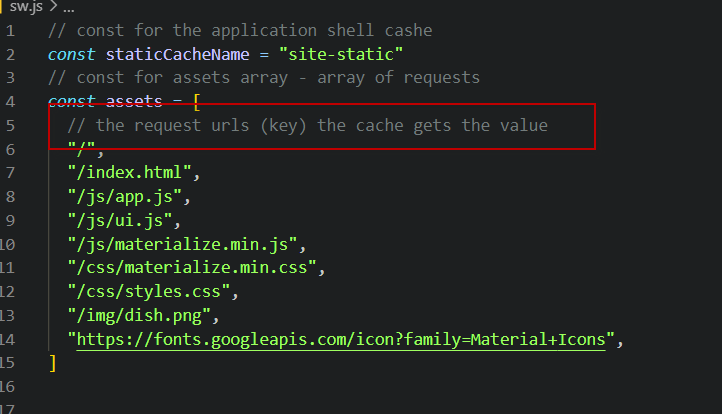 sw.js > ...
1 // const for the application shell cashe
2 const staticCacheName = "site-static"
3 // const for assets array - array of requests
4 const assets = [
5 // the request urls (key) the cache gets the value
6 "/",
7 "/index.html",
8 "/js/app.js",
9 "/js/ui.js",
10 "/js/materialize.min.js",
11 "/css/materialize.min.css",
12 "/css/styles.css",
13 "/img/dish.png",
14 "https://fonts.googleapis.com/icon?family=Material+Icons",
15 ]
16
17